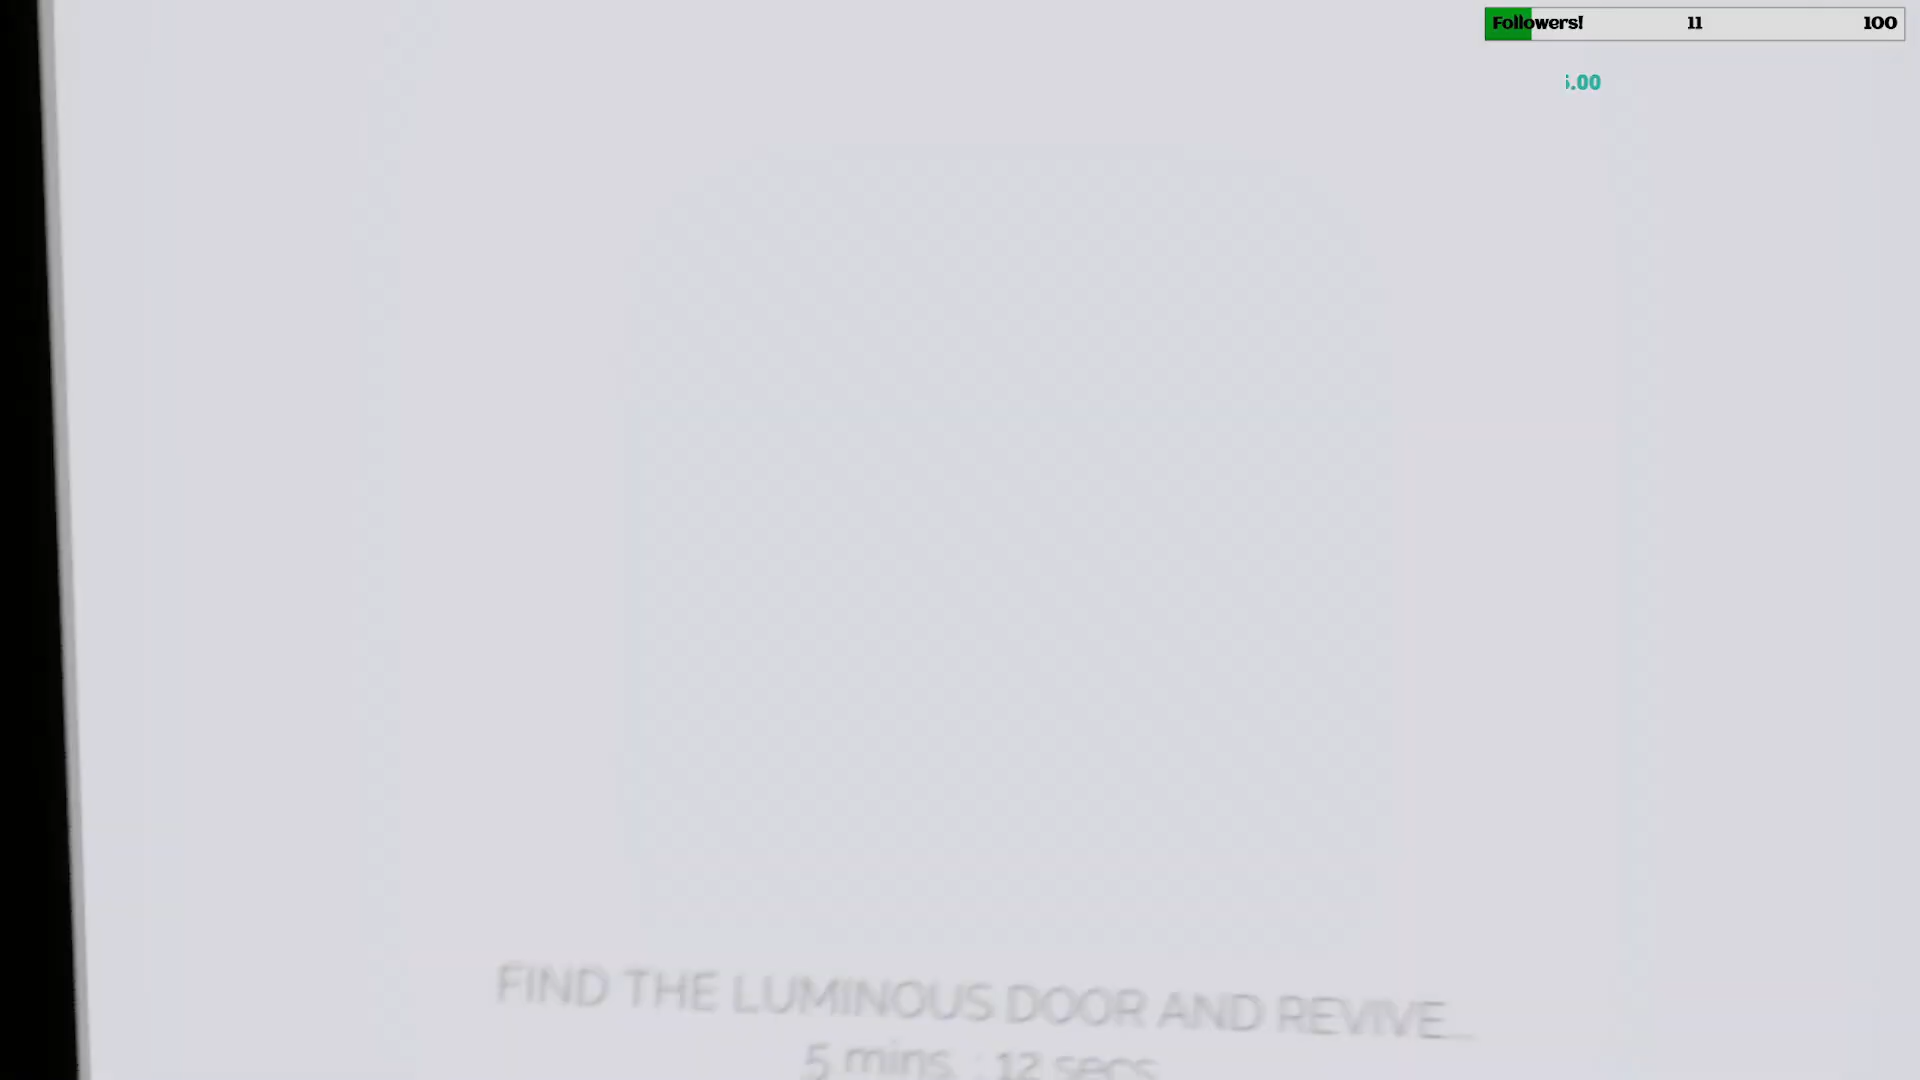 Followers! 11 100
.00
FIND THE LUMINOUS DOOR AND REVIVE...
5 mins. : 12 secs